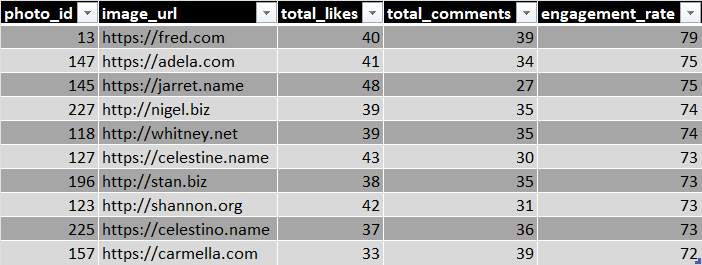 photo_id image_url total_likes total_comments engagement_rate
13 https://fred.com 40 39 79
147 https://adela.com 41 34 75
145 https://jarret.name 48 27 75
227 http://nigel.biz 39 35 74
118 http://whitney.net 39 35 74
127 https://celestine.name 43 30 73
196 http://stan.biz 38 35 73
123 http://shannon.org 42 31 73
225 https://celestino.name 37 36 73
157 https://carmella.com 33 39 72